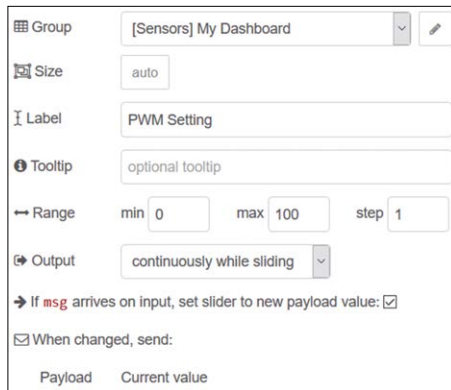 Group [Sensors] My Dashboard
Size auto
Label PWM Setting
Tooltip optional tooltip
Range min 0 max 100 step 1
Output continuously while sliding
If msg arrives on input, set slider to new payload value:
When changed, send:
Payload Current value